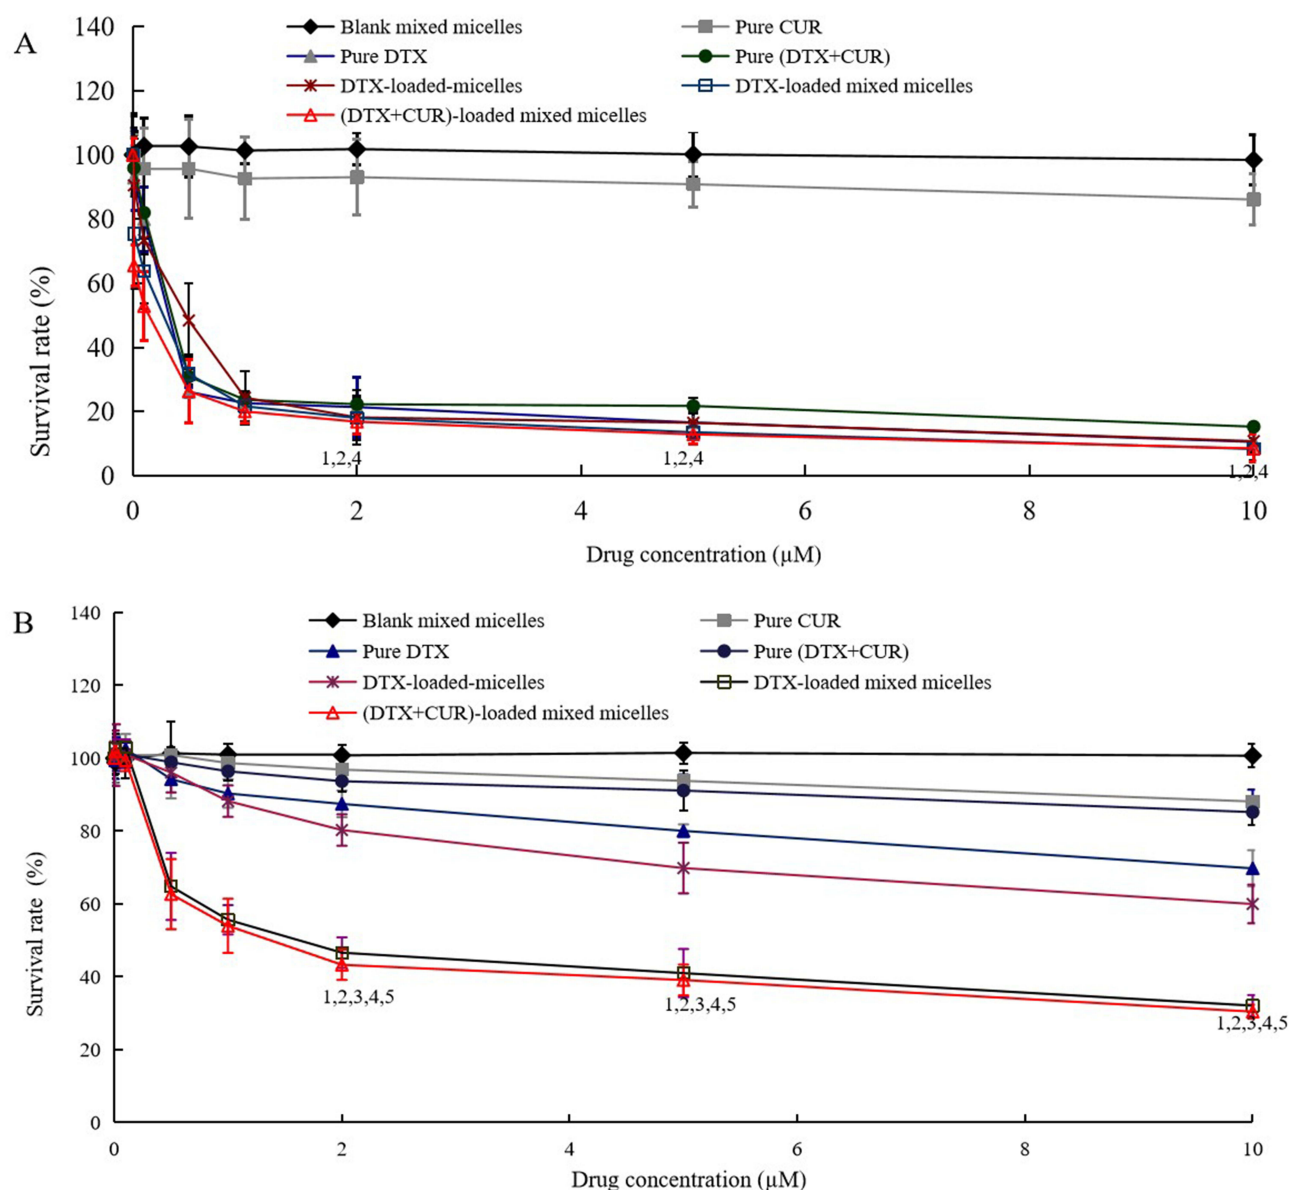 A
140
120
100
80
60
40
20
0
Survival rate (%)
Blank mixed micelles
Pure CUR
Pure DTX
Pure (DTX+CUR)
DTX-loaded-micelles
DTX-loaded mixed micelles
(DTX+CUR)-loaded mixed micelles
1,2,4
1,2,4
1,2,4
0 2 4 6 8 10
Drug concentration (μM)
B
140
120
100
80
60
40
20
0
Survival rate (%)
Blank mixed micelles
Pure CUR
Pure DTX
Pure (DTX+CUR)
DTX-loaded-micelles
DTX-loaded mixed micelles
(DTX+CUR)-loaded mixed micelles
1,2,3,4,5
1,2,3,4,5
1,2,3,4,5
0 2 4 6 8 10
Drug concentration (μM)